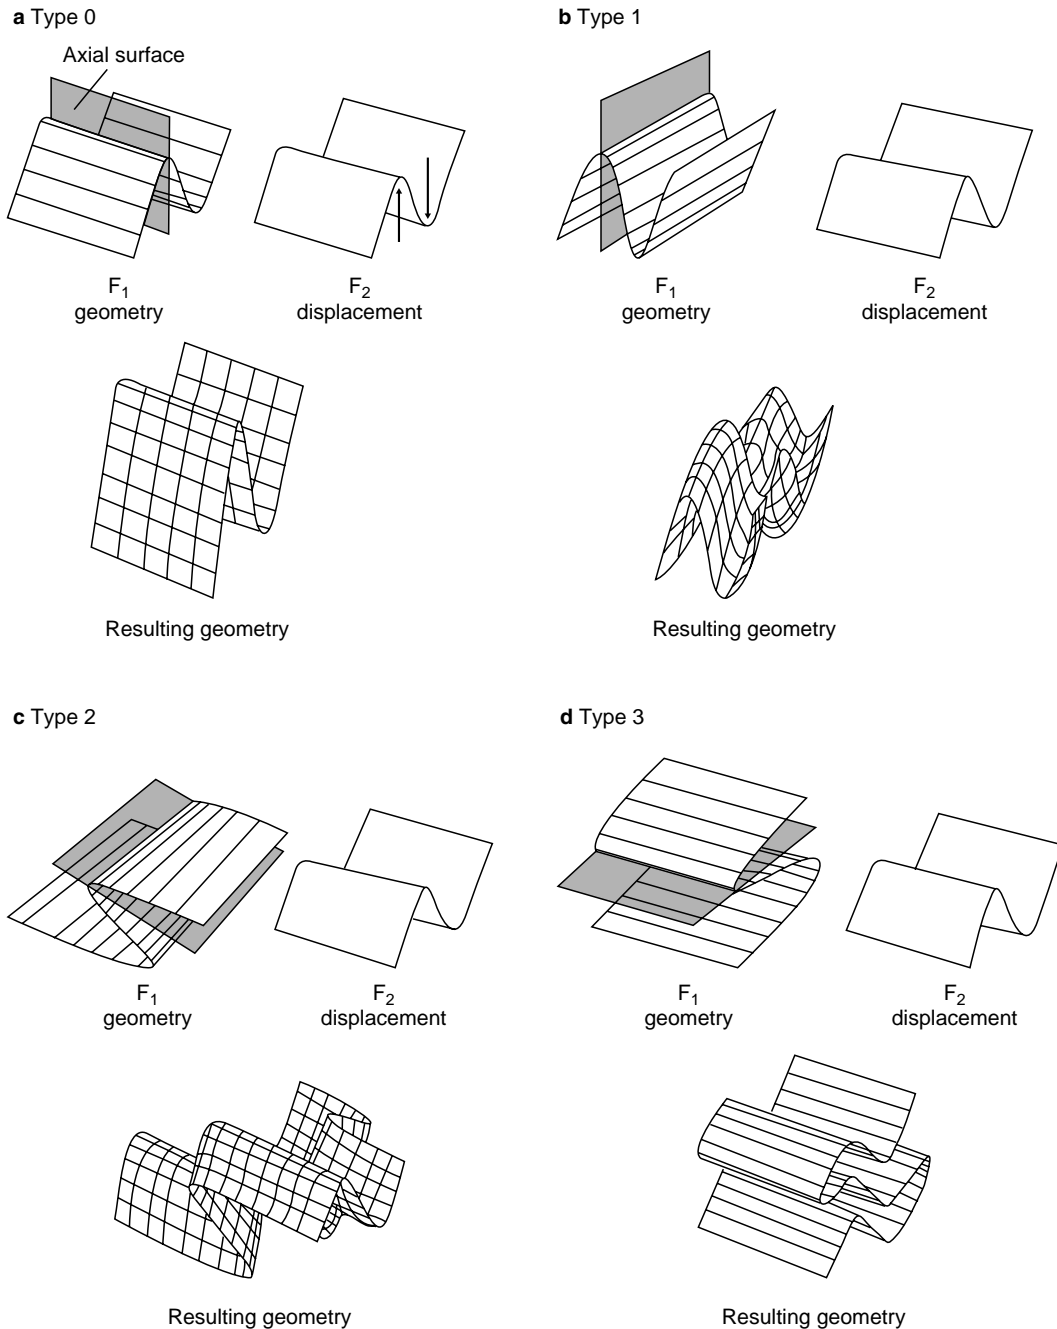 a Type 0
Axial surface
F1
geometry
F2
displacement
Resulting geometry
b Type 1
F1
geometry
F2
displacement
Resulting geometry
c Type 2
F1
geometry
F2
displacement
Resulting geometry
d Type 3
F1
geometry
F2
displacement
Resulting geometry